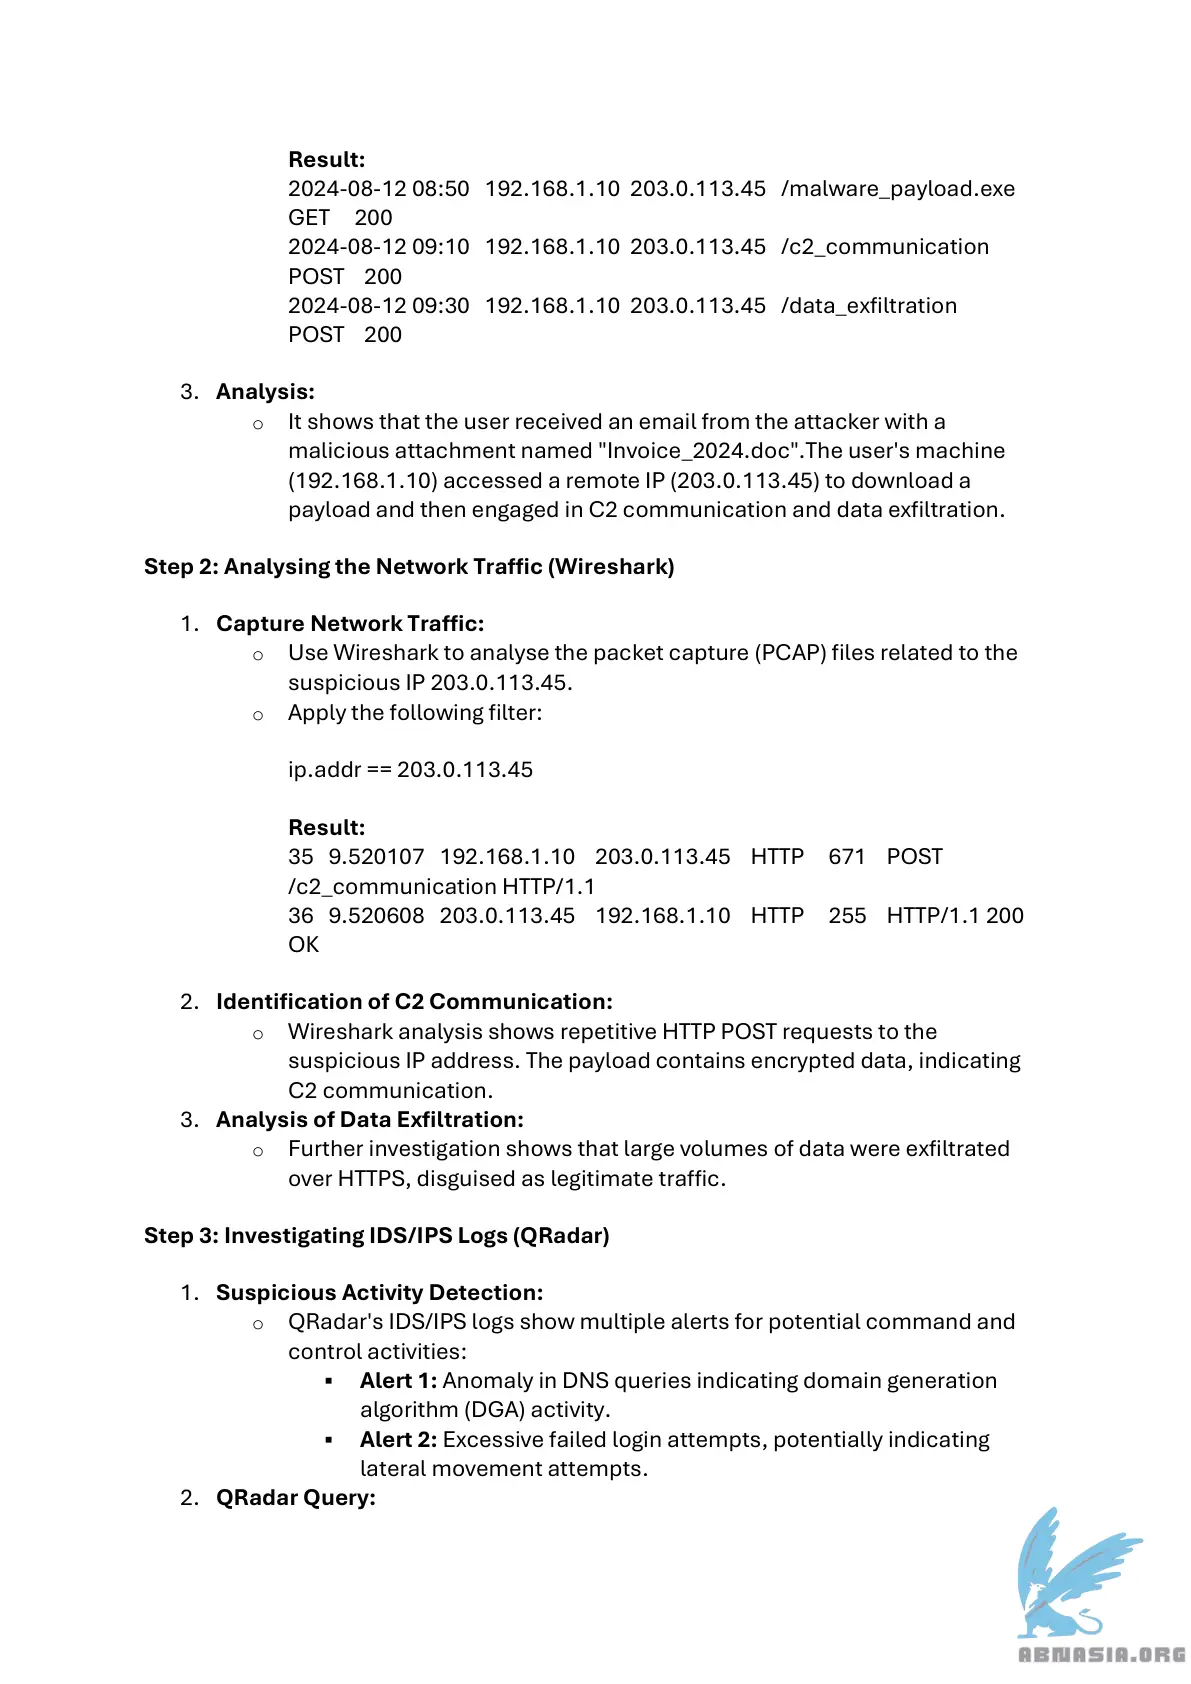 Result:
2024-08-12 08:50 192.168.1.10 203.0.113.45 /malware_payload.exe
GET 200
2024-08-12 09:10 192.168.1.10 203.0.113.45 /c2_communication
POST 200
2024-08-12 09:30 192.168.1.10 203.0.113.45 /data_exfiltration
POST 200
3. Analysis:
o It shows that the user received an email from the attacker with a
malicious attachment named "Invoice_2024.doc".The user's machine
(192.168.1.10) accessed a remote IP (203.0.113.45) to download a
payload and then engaged in C2 communication and data exfiltration.
Step 2: Analysing the Network Traffic (Wireshark)
1. Capture Network Traffic:
o Use Wireshark to analyse the packet capture (PCAP) files related to the
suspicious IP 203.0.113.45.
o Apply the following filter:
ip.addr == 203.0.113.45
Result:
35 9.520107 192.168.1.10 203.0.113.45 HTTP 671 POST
/c2_communication HTTP/1.1
36 9.520608 203.0.113.45 192.168.1.10 HTTP 255 HTTP/1.1 200
OK
2. Identification of C2 Communication:
o Wireshark analysis shows repetitive HTTP POST requests to the
suspicious IP address. The payload contains encrypted data, indicating
C2 communication.
3. Analysis of Data Exfiltration:
o Further investigation shows that large volumes of data were exfiltrated
over HTTPS, disguised as legitimate traffic.
Step 3: Investigating IDS/IPS Logs (QRadar)
1. Suspicious Activity Detection:
o QRadar's IDS/IPS logs show multiple alerts for potential command and
control activities:
▪ Alert 1: Anomaly in DNS queries indicating domain generation
algorithm (DGA) activity.
▪ Alert 2: Excessive failed login attempts, potentially indicating
lateral movement attempts.
2. QRadar Query:
ABNASIA.ORG